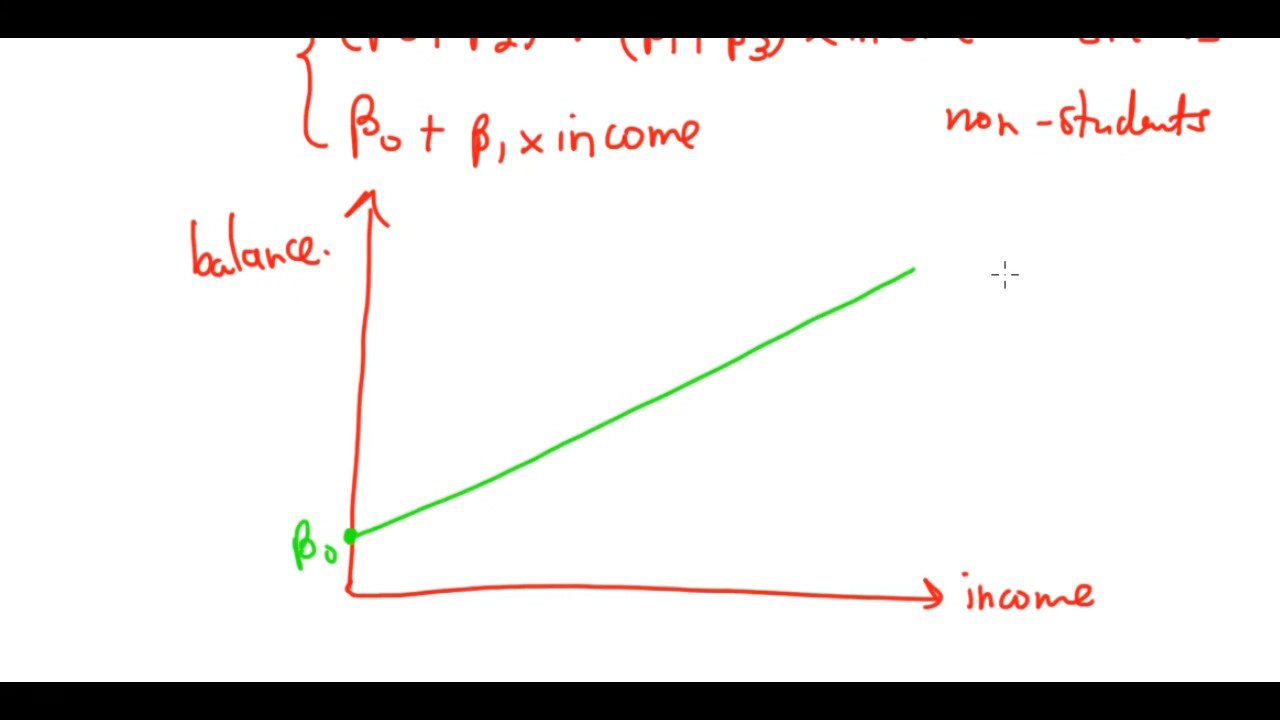 β₀ + β₁ × income non-students
balance.
β₀
income